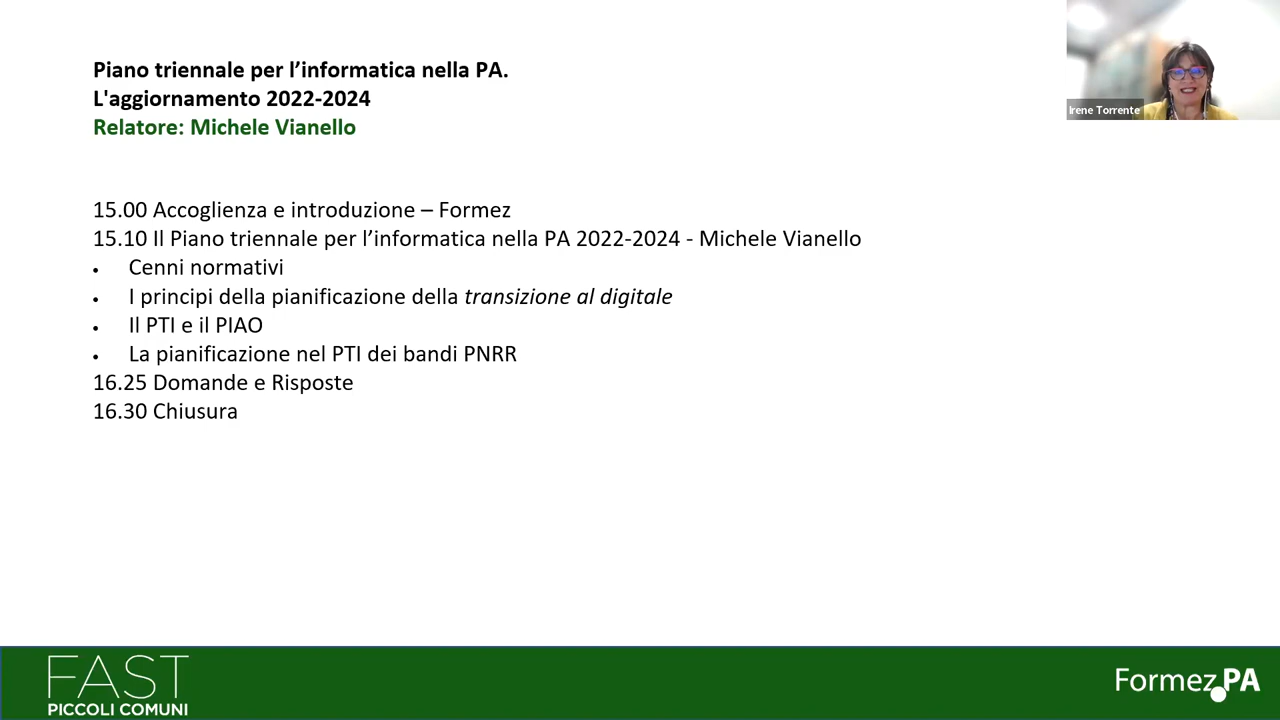 Piano triennale per l’informatica nella PA.
L'aggiornamento 2022-2024
Relatore: Michele Vianello
Irene Torrente
15.00 Accoglienza e introduzione – Formez
15.10 Il Piano triennale per l’informatica nella PA 2022-2024 - Michele Vianello
• Cenni normativi
• I principi della pianificazione della transizione al digitale
• Il PTI e il PIAO
• La pianificazione nel PTI dei bandi PNRR
16.25 Domande e Risposte
16.30 Chiusura
FAST
PICCOLI COMUNI
Formez PA